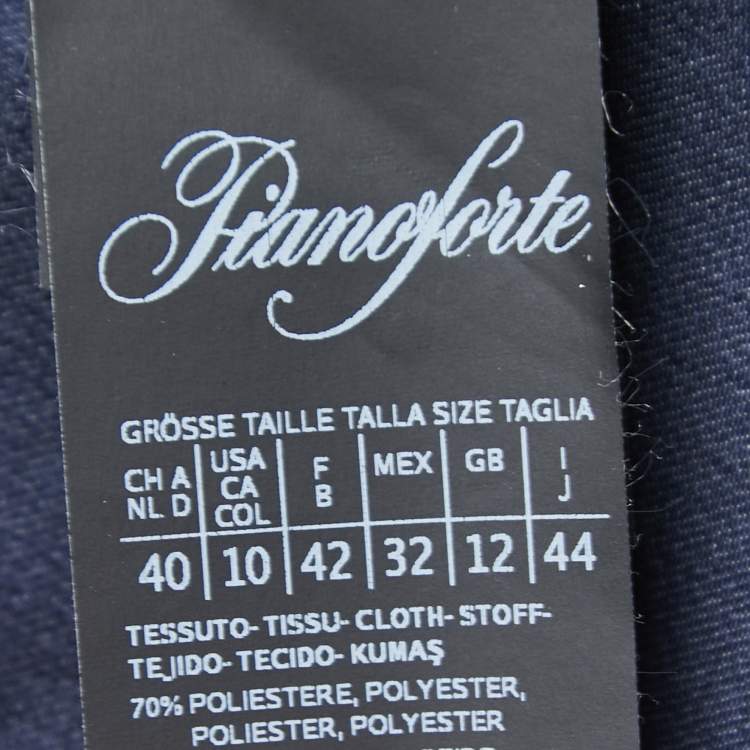 Pianoforte
GRÖSSE TAILLE TALLA SIZE TAGLIA
CH A NL D | USA CA COL | F B | MEX | GB | I J
40 | 10 | 42 | 32 | 12 | 44
TESSUTO- TISSU- CLOTH- STOFF-
TEJIDO- TECIDO- KUMAŞ
70% POLIESTERE, POLYESTER,
POLIESTER, POLYESTER